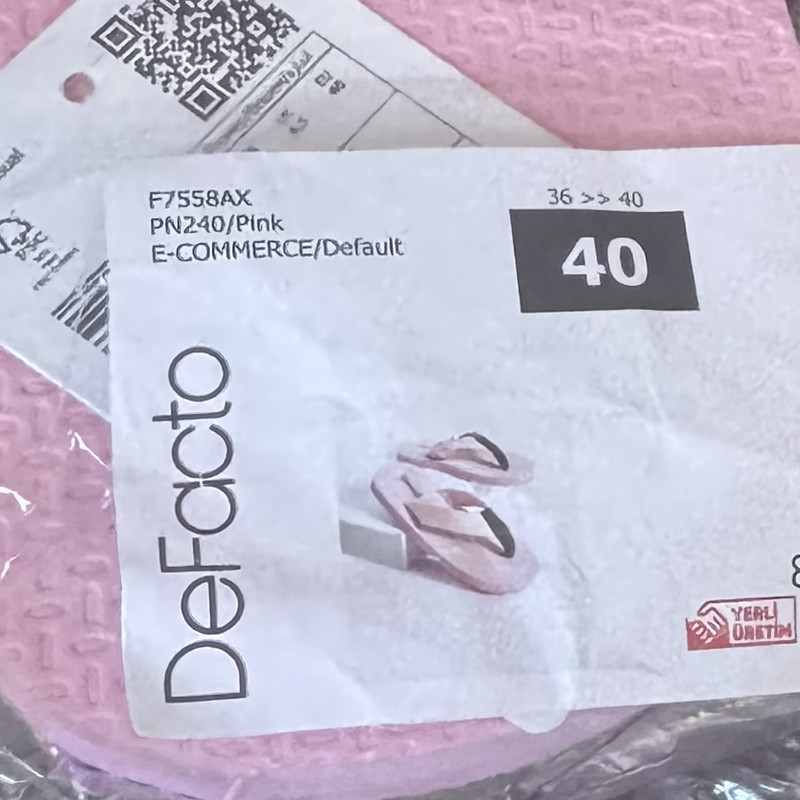 F7558AX
PN240/Pink
E-COMMERCE/Default
36 >> 40
40
DeFacto
YERLİ
ÜRETİM